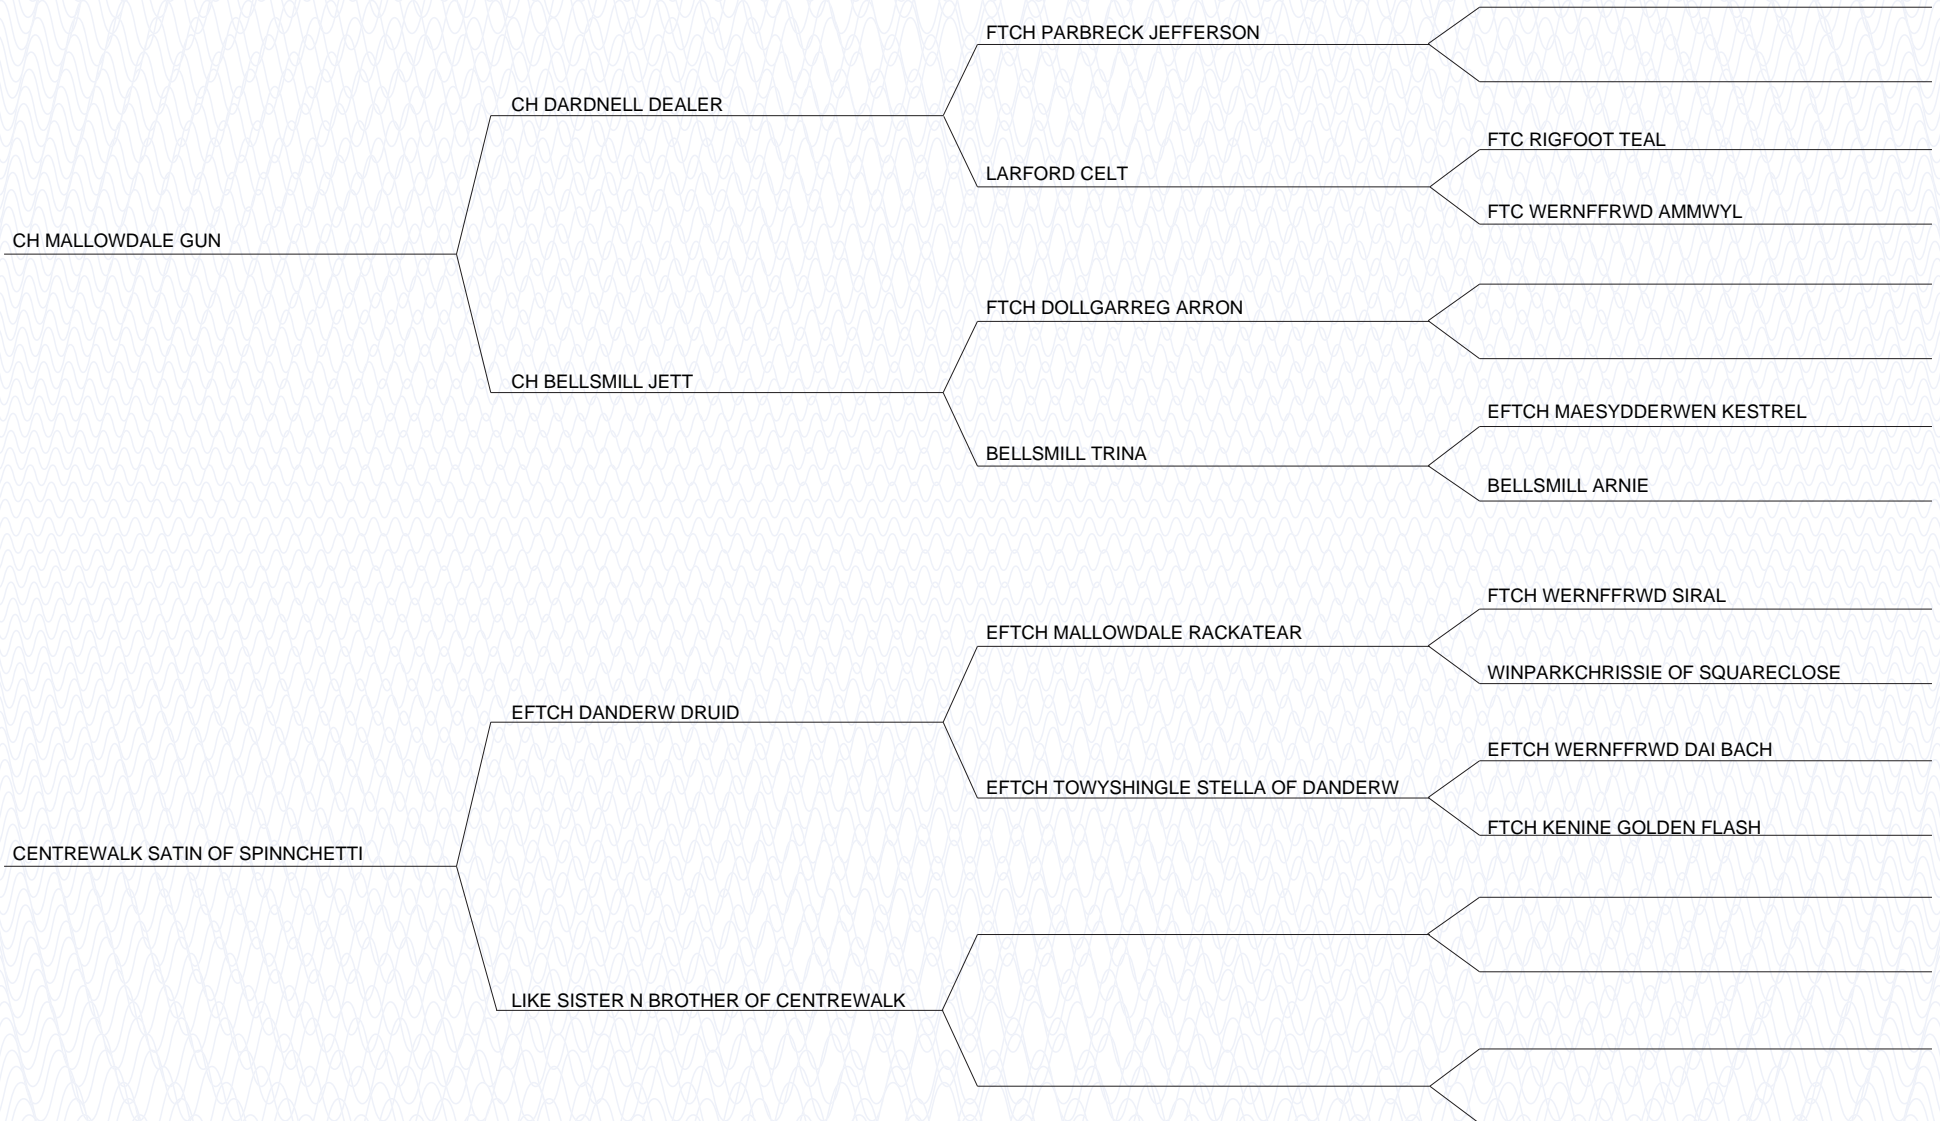 FTCH PARBRECK JEFFERSON
CH DARDNELL DEALER
FTC RIGFOOT TEAL
LARFORD CELT
FTC WERNFFRWD AMMWYL
CH MALLOWDALE GUN
FTCH DOLLGARREG ARRON
CH BELLSMILL JETT
EFTCH MAESYDDERWEN KESTREL
BELLSMILL TRINA
BELLSMILL ARNIE
FTCH WERNFFRWD SIRAL
EFTCH MALLOWDALE RACKATEAR
WINPARKCHRISSIE OF SQUARECLOSE
EFTCH DANDERW DRUID
EFTCH WERNFFRWD DAI BACH
EFTCH TOWYSHINGLE STELLA OF DANDERW
FTCH KENINE GOLDEN FLASH
CENTREWALK SATIN OF SPINNCHETTI
LIKE SISTER N BROTHER OF CENTREWALK